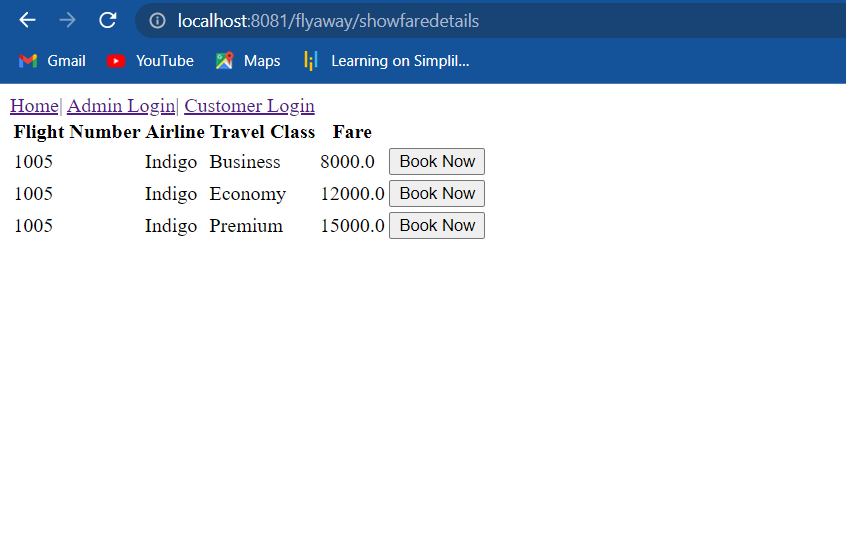 localhost:8081/flyaway/showfaredetails
Gmail YouTube Maps Learning on Simplil...
Home| Admin Login| Customer Login
Flight Number Airline Travel Class Fare
1005 Indigo Business 8000.0 Book Now
1005 Indigo Economy 12000.0 Book Now
1005 Indigo Premium 15000.0 Book Now